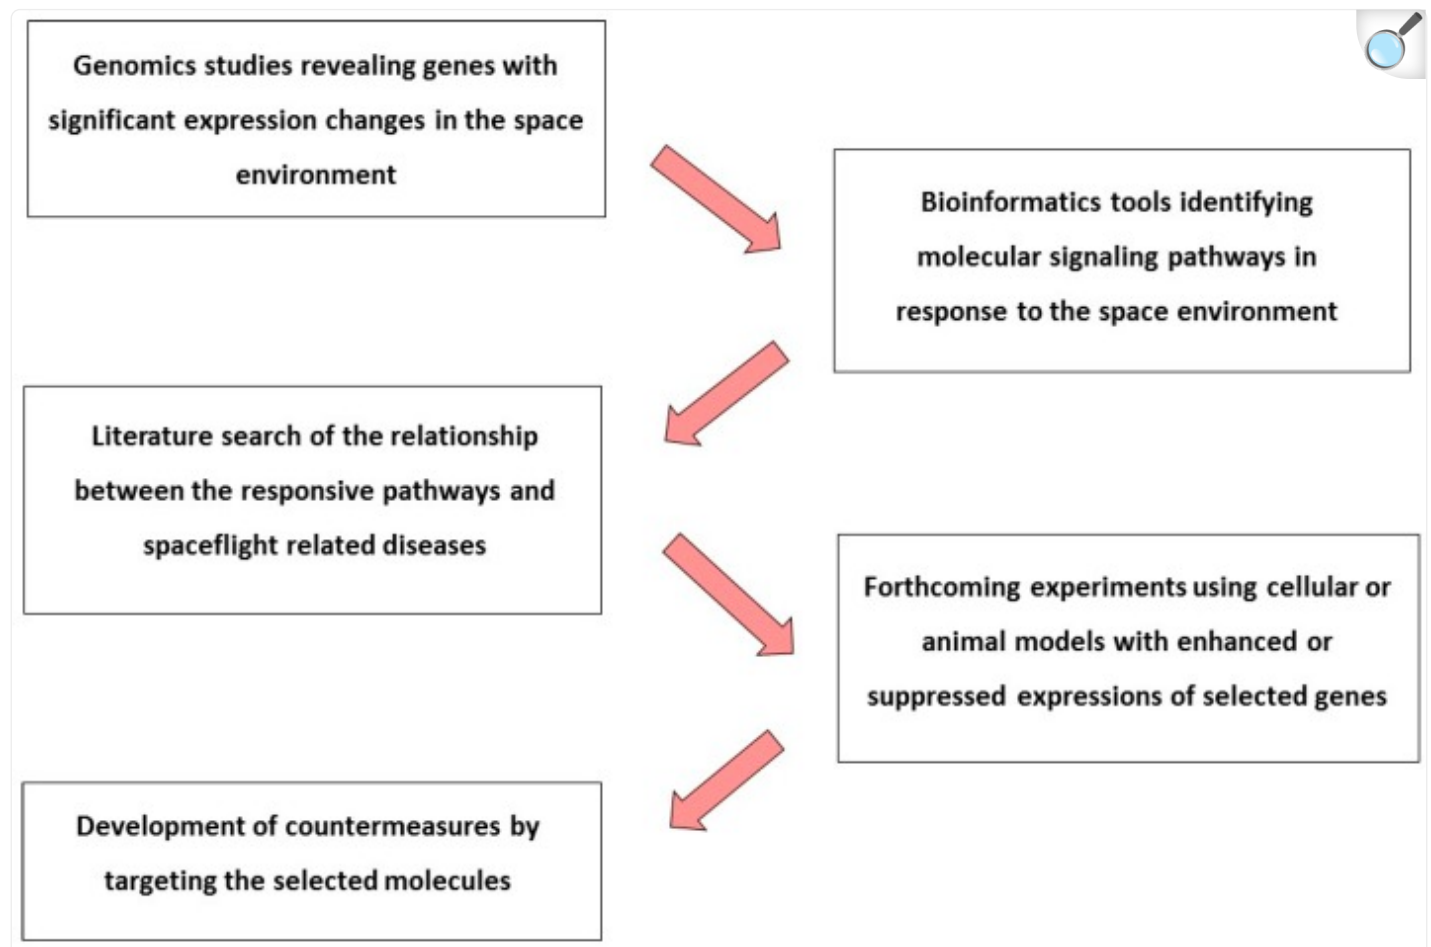 Genomics studies revealing genes with
significant expression changes in the space
environment
Bioinformatics tools identifying
molecular signaling pathways in
response to the space environment
Literature search of the relationship
between the responsive pathways and
spaceflight related diseases
Forthcoming experiments using cellular or
animal models with enhanced or
suppressed expressions of selected genes
Development of countermeasures by
targeting the selected molecules